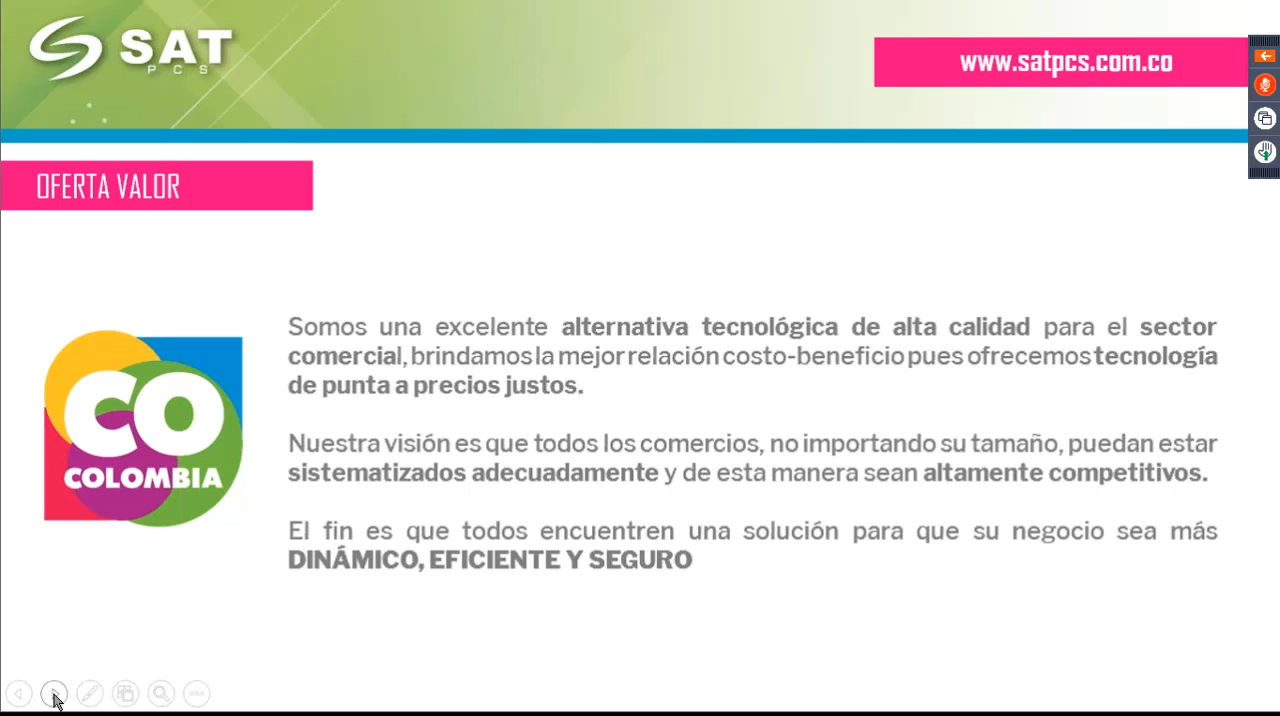 SAT
PCS
www.satpcs.com.co
OFERTA VALOR
Somos una excelente alternativa tecnológica de alta calidad para el sector
comercial, brindamos la mejor relación costo-beneficio pues ofrecemos tecnología
de punta a precios justos.
Nuestra visión es que todos los comercios, no importando su tamaño, puedan estar
sistematizados adecuadamente y de esta manera sean altamente competitivos.
El fin es que todos encuentren una solución para que su negocio sea más
DINÁMICO, EFICIENTE Y SEGURO
CO
COLOMBIA